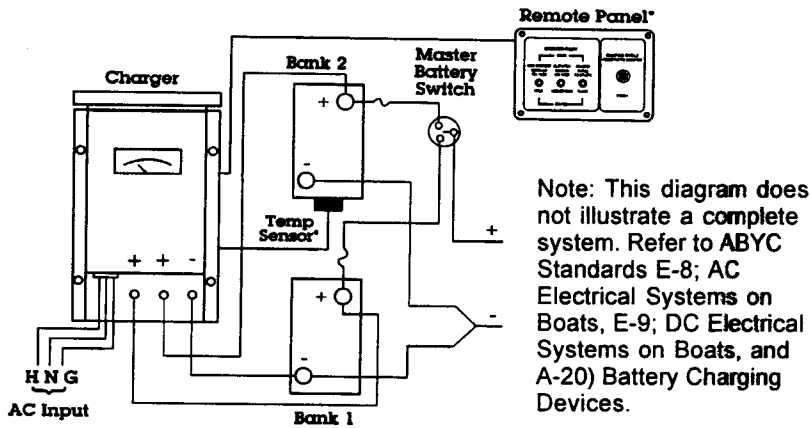 Remote Panel*
Master
Battery
Switch
Bank 2
Charger
+
-
Temp
Sensor*
+ + -
+
-
+
-
H N G
AC Input
Bank 1
Note: This diagram does
not illustrate a complete
system. Refer to ABYC
Standards E-8; AC
Electrical Systems on
Boats, E-9; DC Electrical
Systems on Boats, and
A-20) Battery Charging
Devices.